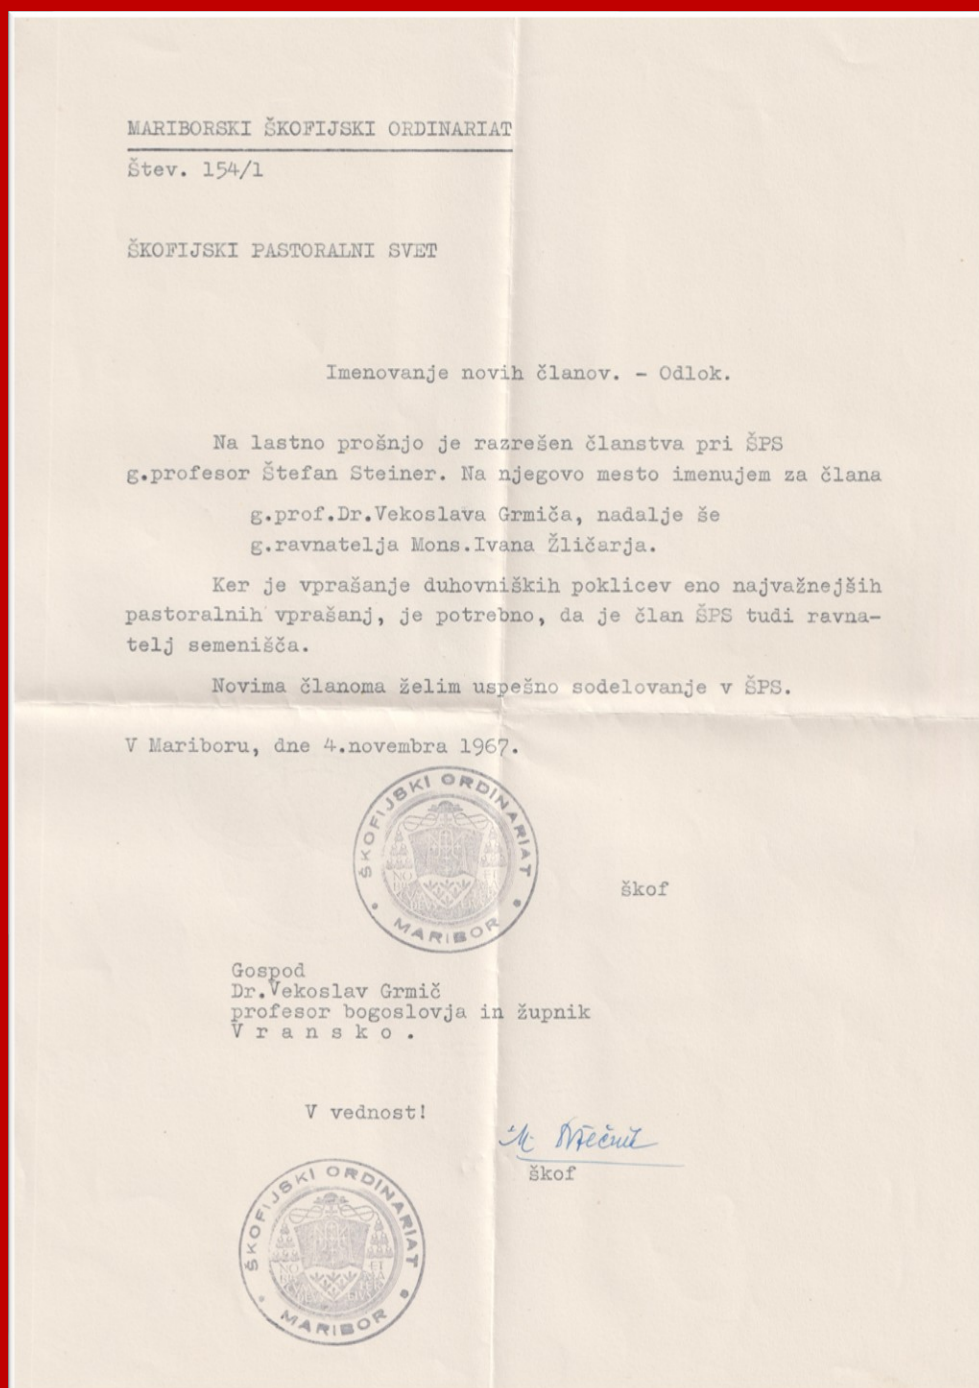 MARIBORSKI ŠKOFIJSKI ORDINARIAT
Štev. 154/1
ŠKOFIJSKI PASTORALNI SVET
Imenovanje novih članov. - Odlok.
Na lastno prošnjo je razrešen članstva pri ŠPS
g.profesor Štefan Steiner. Na njegovo mesto imenujem za člana
g.prof.Dr.Vekoslava Grmiča, nadalje še
g.ravnatelja Mons.Ivana Žličarja.
Ker je vprašanje duhovniških poklicev eno najvažnejših
pastoralnih vprašanj, je potrebno, da je član ŠPS tudi ravna-
telj semenišča.
Novima članoma želim uspešno sodelovanje v ŠPS.
V Mariboru, dne 4.novembra 1967.
ŠKOFIJSKI ORDINARIAT
MARIBOR
škof
Gospod
Dr.Vekoslav Grmič
profesor bogoslovja in župnik
V r a n s k o .
V vednost!
M Držečnik
škof
ŠKOFIJSKI ORDINARIAT
MARIBOR